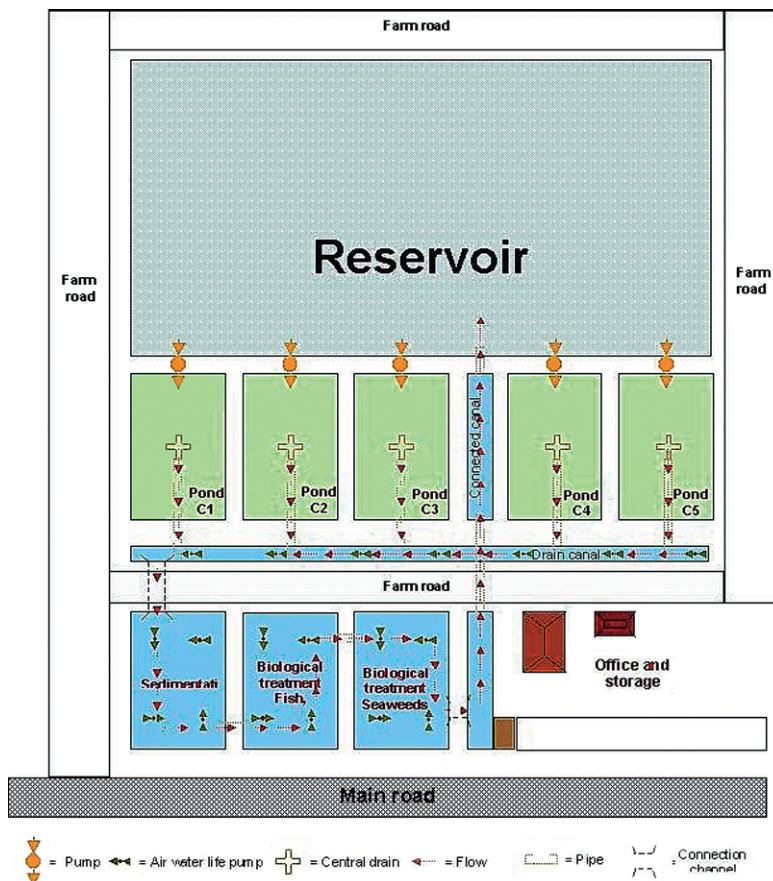 Farm road
Reservoir
Farm
road
Farm
road
Pond
C1
Pond
C2
Pond
C3
Connected canal
Pond
C4
Pond
C5
Drain canal
Farm road
Sedimentati
Biological
treatment
Fish,
Biological
treatment
Seaweeds
Office and
storage
Main road
= Pump
= Air water life pump
= Central drain
= Flow
= Pipe
= Connection
channel